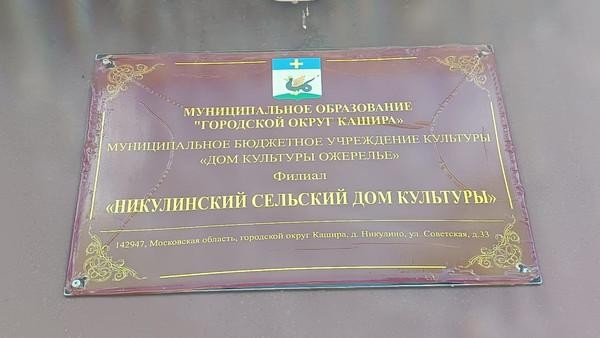 МУНИЦИПАЛЬНОЕ ОБРАЗОВАНИЕ
"ГОРОДСКОЙ ОКРУГ КАШИРА»
МУНИЦИПАЛЬНОЕ БЮДЖЕТНОЕ УЧРЕЖДЕНИЕ КУЛЬТУРЫ
«ДОМ КУЛЬТУРЫ ОЖЕРЕЛЬЕ»
Филиал
«НИКУЛИНСКИЙ СЕЛЬСКИЙ ДОМ КУЛЬТУРЫ»
142947, Московская область, городской округ Кашира, д. Никулино, ул. Советская, д.33